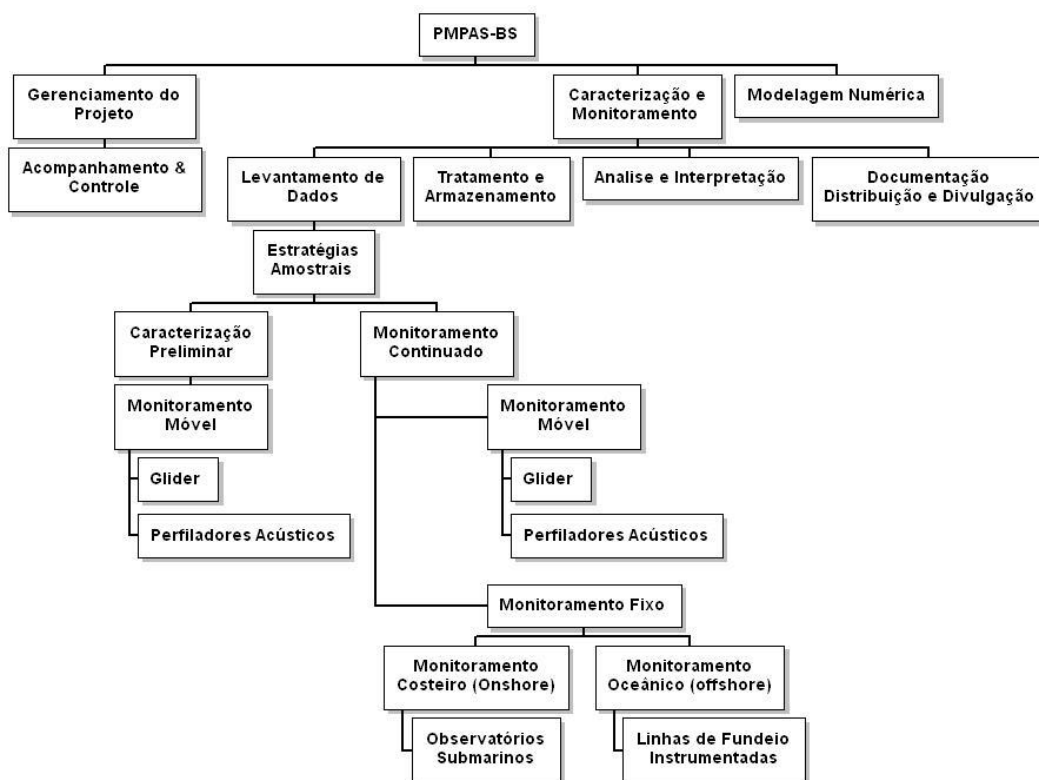 PMPAS-BS
Gerenciamento do
Projeto
Caracterização e
Monitoramento
Modelagem Numérica
Acompanhamento &
Controle
Levantamento de
Dados
Tratamento e
Armazenamento
Analise e Interpretação
Documentação
Distribuição e Divulgação
Estratégias
Amostrais
Caracterização
Preliminar
Monitoramento
Continuado
Monitoramento
Móvel
Monitoramento
Móvel
Glider
Glider
Perfiladores Acústicos
Perfiladores Acústicos
Monitoramento Fixo
Monitoramento
Costeiro (Onshore)
Monitoramento
Oceânico (offshore)
Observatórios
Submarinos
Linhas de Fundeio
Instrumentadas